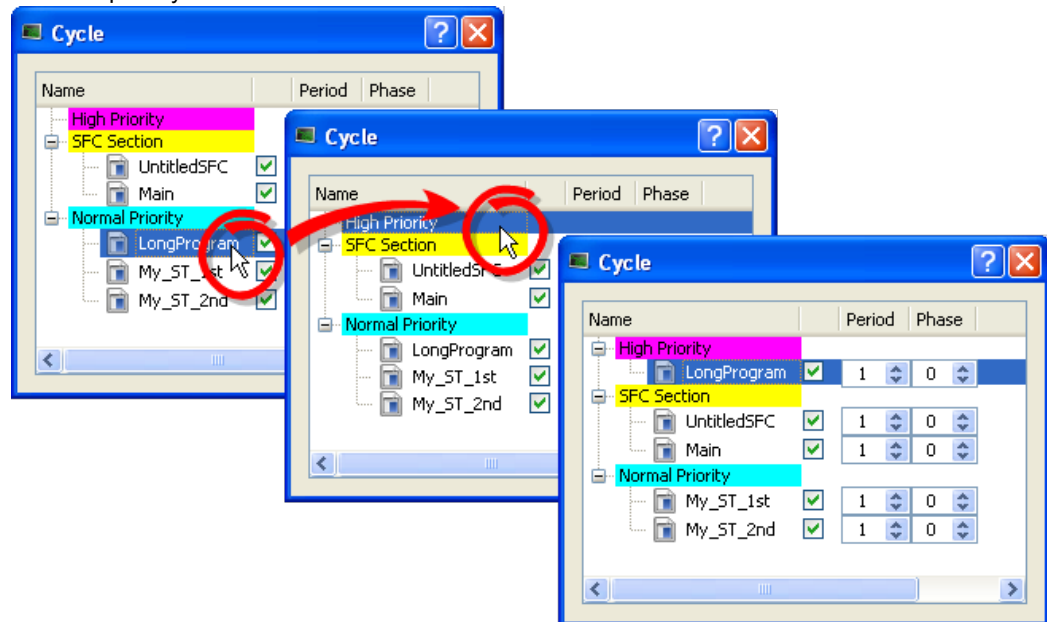 Cycle
Name Period Phase
High Priority
SFC Section
UntitledSFC
Main
Normal Priority
LongProgram
My_ST_1st
My_ST_2nd
Cycle
Name Period Phase
High Priority
SFC Section
UntitledSFC
Main
Normal Priority
LongProgram
My_ST_1st
My_ST_2nd
Cycle
Name Period Phase
High Priority
LongProgram 1 0
SFC Section
UntitledSFC 1 0
Main 1 0
Normal Priority
My_ST_1st 1 0
My_ST_2nd 1 0